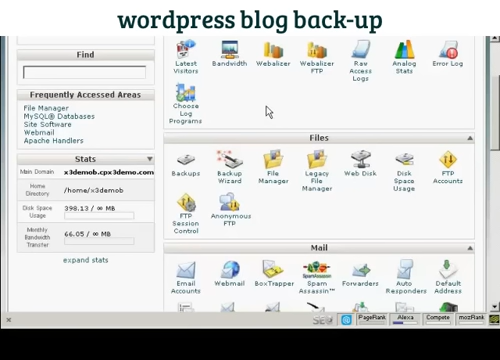 wordpress blog back-up
Find
Frequently Accessed Areas
File Manager
MySQL® Databases
Site Software
Webmail
Apache Handlers
Stats
Main Domain x3demob.cpx3demo.com
Home Directory /home/x3demob
Disk Space Usage 398.13 / ∞ MB
Monthly Bandwidth Transfer 66.05 / ∞ MB
expand stats
Latest Visitors
Bandwidth
Webalizer
Webalizer FTP
Raw Access Logs
Analog Stats
Error Log
Choose Log Programs
Files
Backups
Backup Wizard
File Manager
Legacy File Manager
Web Disk
Disk Space Usage
FTP Accounts
FTP Session Control
Anonymous FTP
Mail
Email Accounts
Webmail
BoxTrapper
Spam Assassin™
Forwarders
Auto Responders
Default Address
PageRank
Alexa
Compete
mozRank